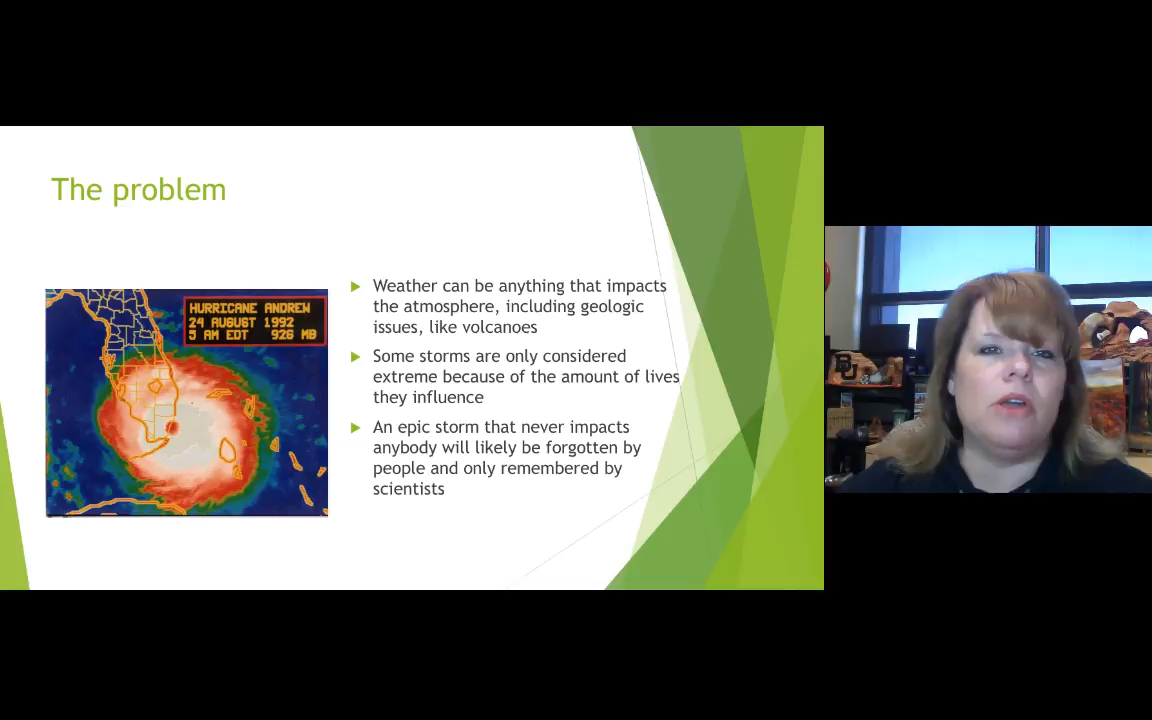 The problem
HURRICANE ANDREW
24 AUGUST 1992
5 AM EDT 926 MB
Weather can be anything that impacts
the atmosphere, including geologic
issues, like volcanoes
Some storms are only considered
extreme because of the amount of lives
they influence
An epic storm that never impacts
anybody will likely be forgotten by
people and only remembered by
scientists
BU